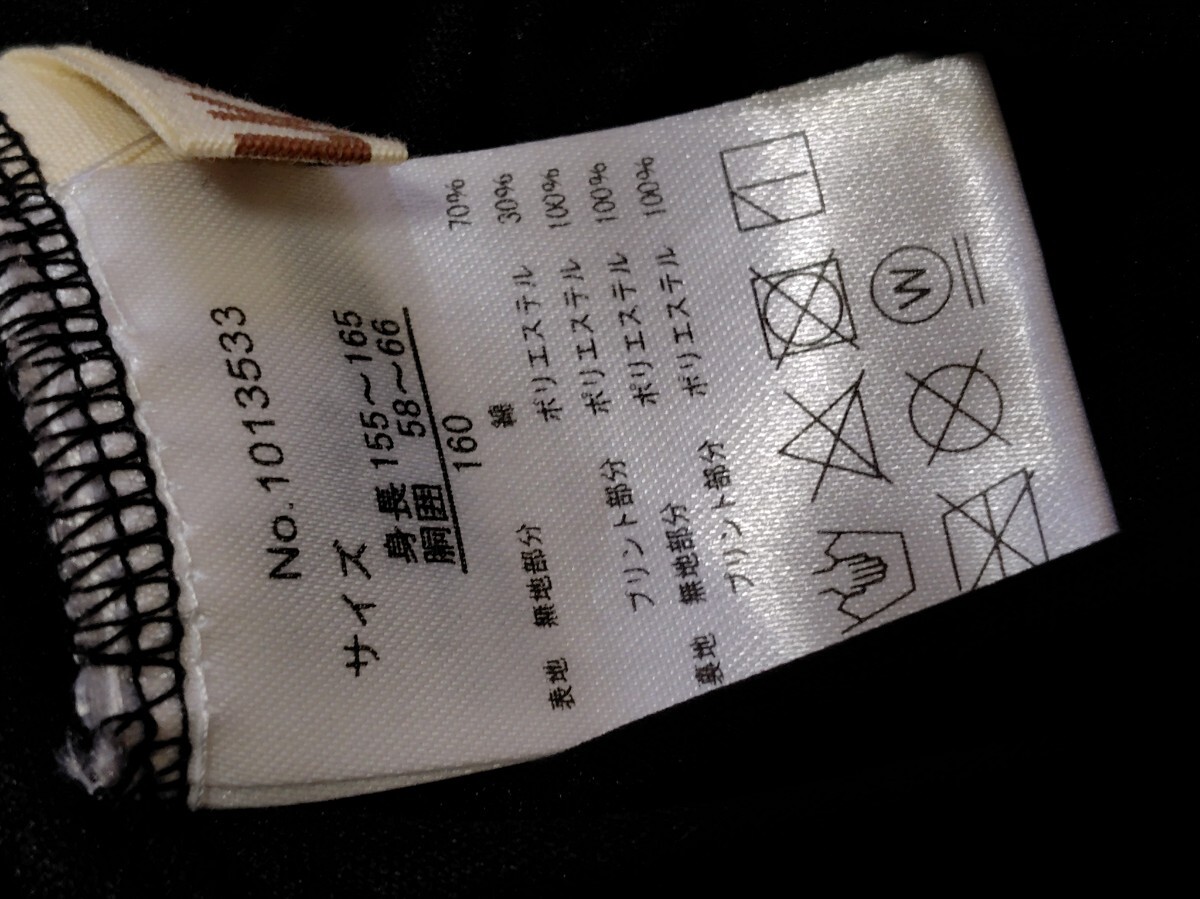 No.1013533
サイズ
身長155〜165
胴囲 58〜66
160
表地 無地部分 綿 70%
ポリエステル 30%
プリント部分 ポリエステル 100%
裏地 無地部分 ポリエステル 100%
プリント部分 ポリエステル 100%
W